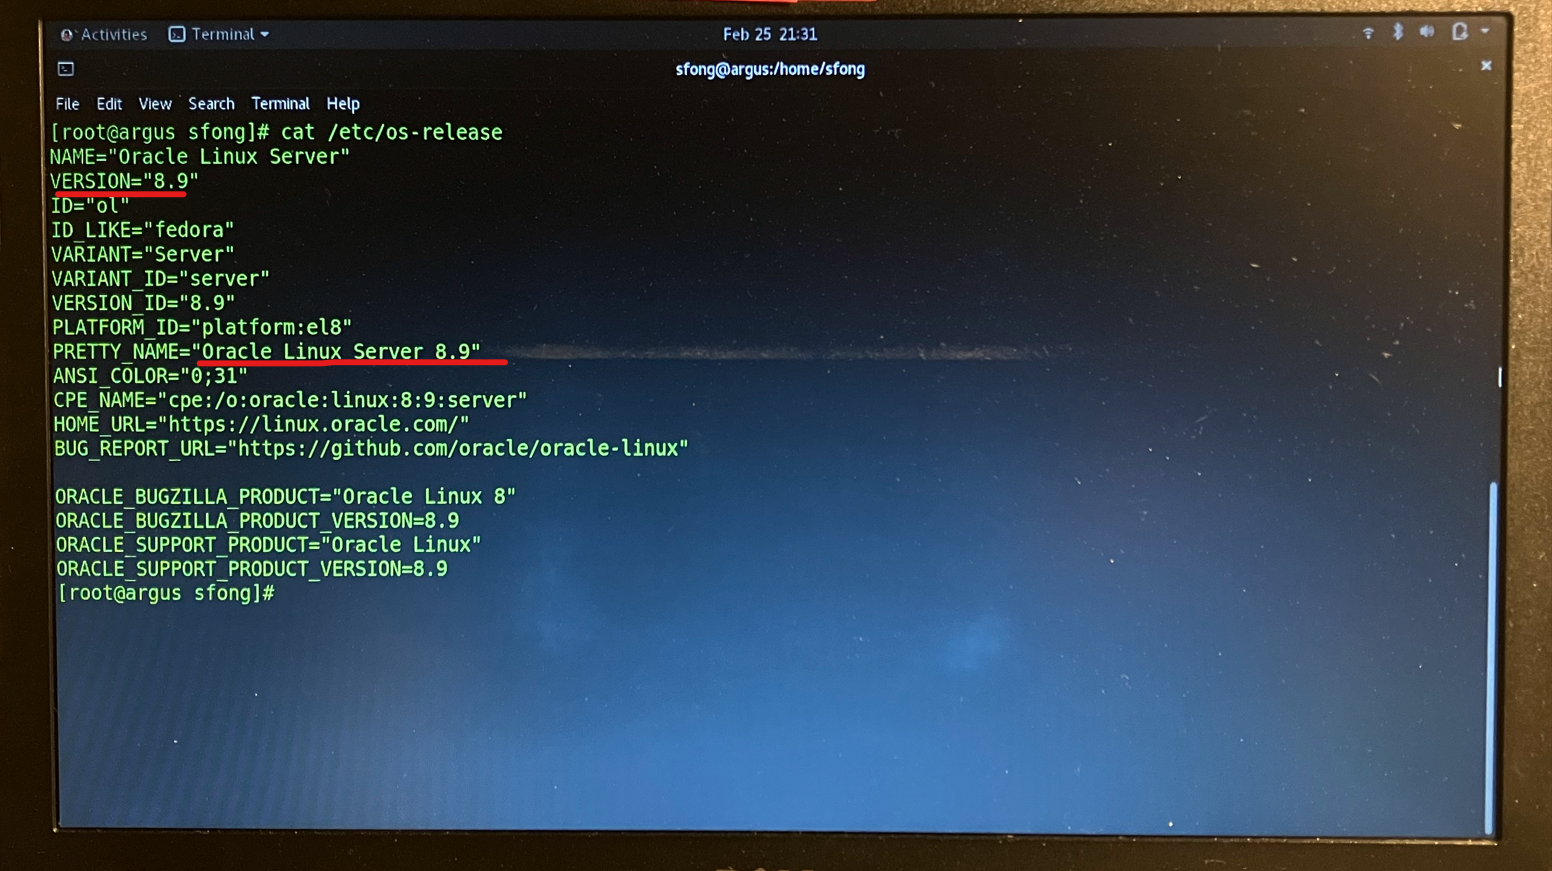 Activities Terminal Feb 25 21:31
sfong@argus:/home/sfong
File Edit View Search Terminal Help
[root@argus sfong]# cat /etc/os-release
NAME="Oracle Linux Server"
VERSION="8.9"
ID="ol"
ID_LIKE="fedora"
VARIANT="Server"
VARIANT_ID="server"
VERSION_ID="8.9"
PLATFORM_ID="platform:el8"
PRETTY_NAME="Oracle Linux Server 8.9"
ANSI_COLOR="0;31"
CPE_NAME="cpe:/o:oracle:linux:8:9:server"
HOME_URL="https://linux.oracle.com/"
BUG_REPORT_URL="https://github.com/oracle/oracle-linux"
ORACLE_BUGZILLA_PRODUCT="Oracle Linux 8"
ORACLE_BUGZILLA_PRODUCT_VERSION=8.9
ORACLE_SUPPORT_PRODUCT="Oracle Linux"
ORACLE_SUPPORT_PRODUCT_VERSION=8.9
[root@argus sfong]#